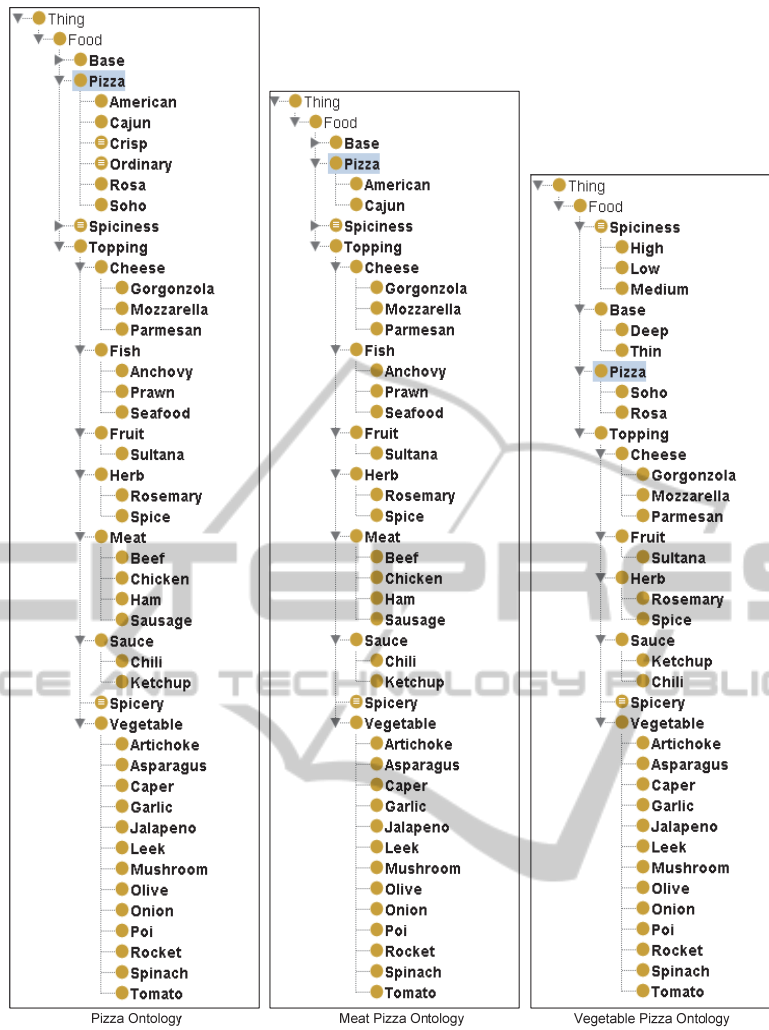 Thing
Food
Base
Pizza
American
Cajun
Crisp
Ordinary
Rosa
Soho
Spiciness
Topping
Cheese
Gorgonzola
Mozzarella
Parmesan
Fish
Anchovy
Prawn
Seafood
Fruit
Sultana
Herb
Rosemary
Spice
Meat
Beef
Chicken
Ham
Sausage
Sauce
Chili
Ketchup
Spicery
Vegetable
Artichoke
Asparagus
Caper
Garlic
Jalapeno
Leek
Mushroom
Olive
Onion
Poi
Rocket
Spinach
Tomato
Pizza Ontology
Thing
Food
Base
Pizza
American
Cajun
Spiciness
Topping
Cheese
Gorgonzola
Mozzarella
Parmesan
Fish
Anchovy
Prawn
Seafood
Fruit
Sultana
Herb
Rosemary
Spice
Meat
Beef
Chicken
Ham
Sausage
Sauce
Chili
Ketchup
Spicery
Vegetable
Artichoke
Asparagus
Caper
Garlic
Jalapeno
Leek
Mushroom
Olive
Onion
Poi
Rocket
Spinach
Tomato
Meat Pizza Ontology
Thing
Food
Spiciness
High
Low
Medium
Base
Deep
Thin
Pizza
Soho
Rosa
Topping
Cheese
Gorgonzola
Mozzarella
Parmesan
Fruit
Sultana
Herb
Rosemary
Spice
Sauce
Ketchup
Chili
Spicery
Vegetable
Artichoke
Asparagus
Caper
Garlic
Jalapeno
Leek
Mushroom
Olive
Onion
Poi
Rocket
Spinach
Tomato
Vegetable Pizza Ontology
CITEPRES
CE AND TECHNOLOGY PUBLIC